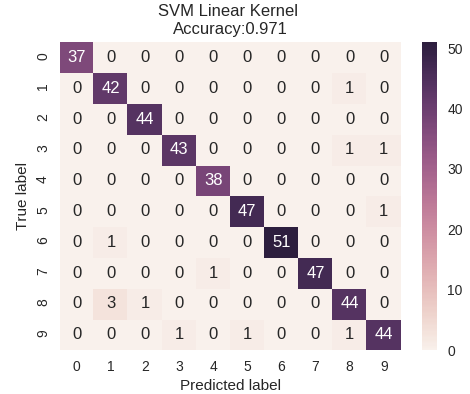 SVM Linear Kernel
Accuracy:0.971
0 37 0 0 0 0 0 0 0 0 0
1 0 42 0 0 0 0 0 0 1 0
2 0 0 44 0 0 0 0 0 0 0
3 0 0 0 43 0 0 0 0 1 1
4 0 0 0 0 38 0 0 0 0 0
5 0 0 0 0 0 47 0 0 0 1
6 0 1 0 0 0 0 51 0 0 0
7 0 0 0 0 1 0 0 47 0 0
8 0 3 1 0 0 0 0 0 44 0
9 0 0 0 1 0 1 0 0 1 44
0 1 2 3 4 5 6 7 8 9
Predicted label
True label
50
40
30
20
10
0